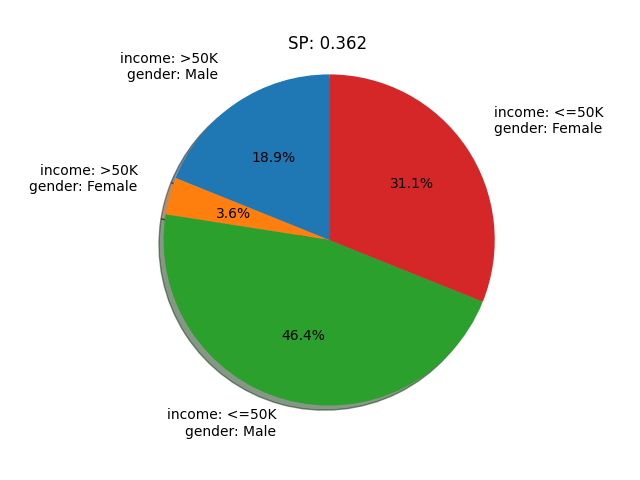 SP: 0.362
income: >50K
gender: Male
18.9%
income: >50K
gender: Female
3.6%
income: <=50K
gender: Male
46.4%
income: <=50K
gender: Female
31.1%